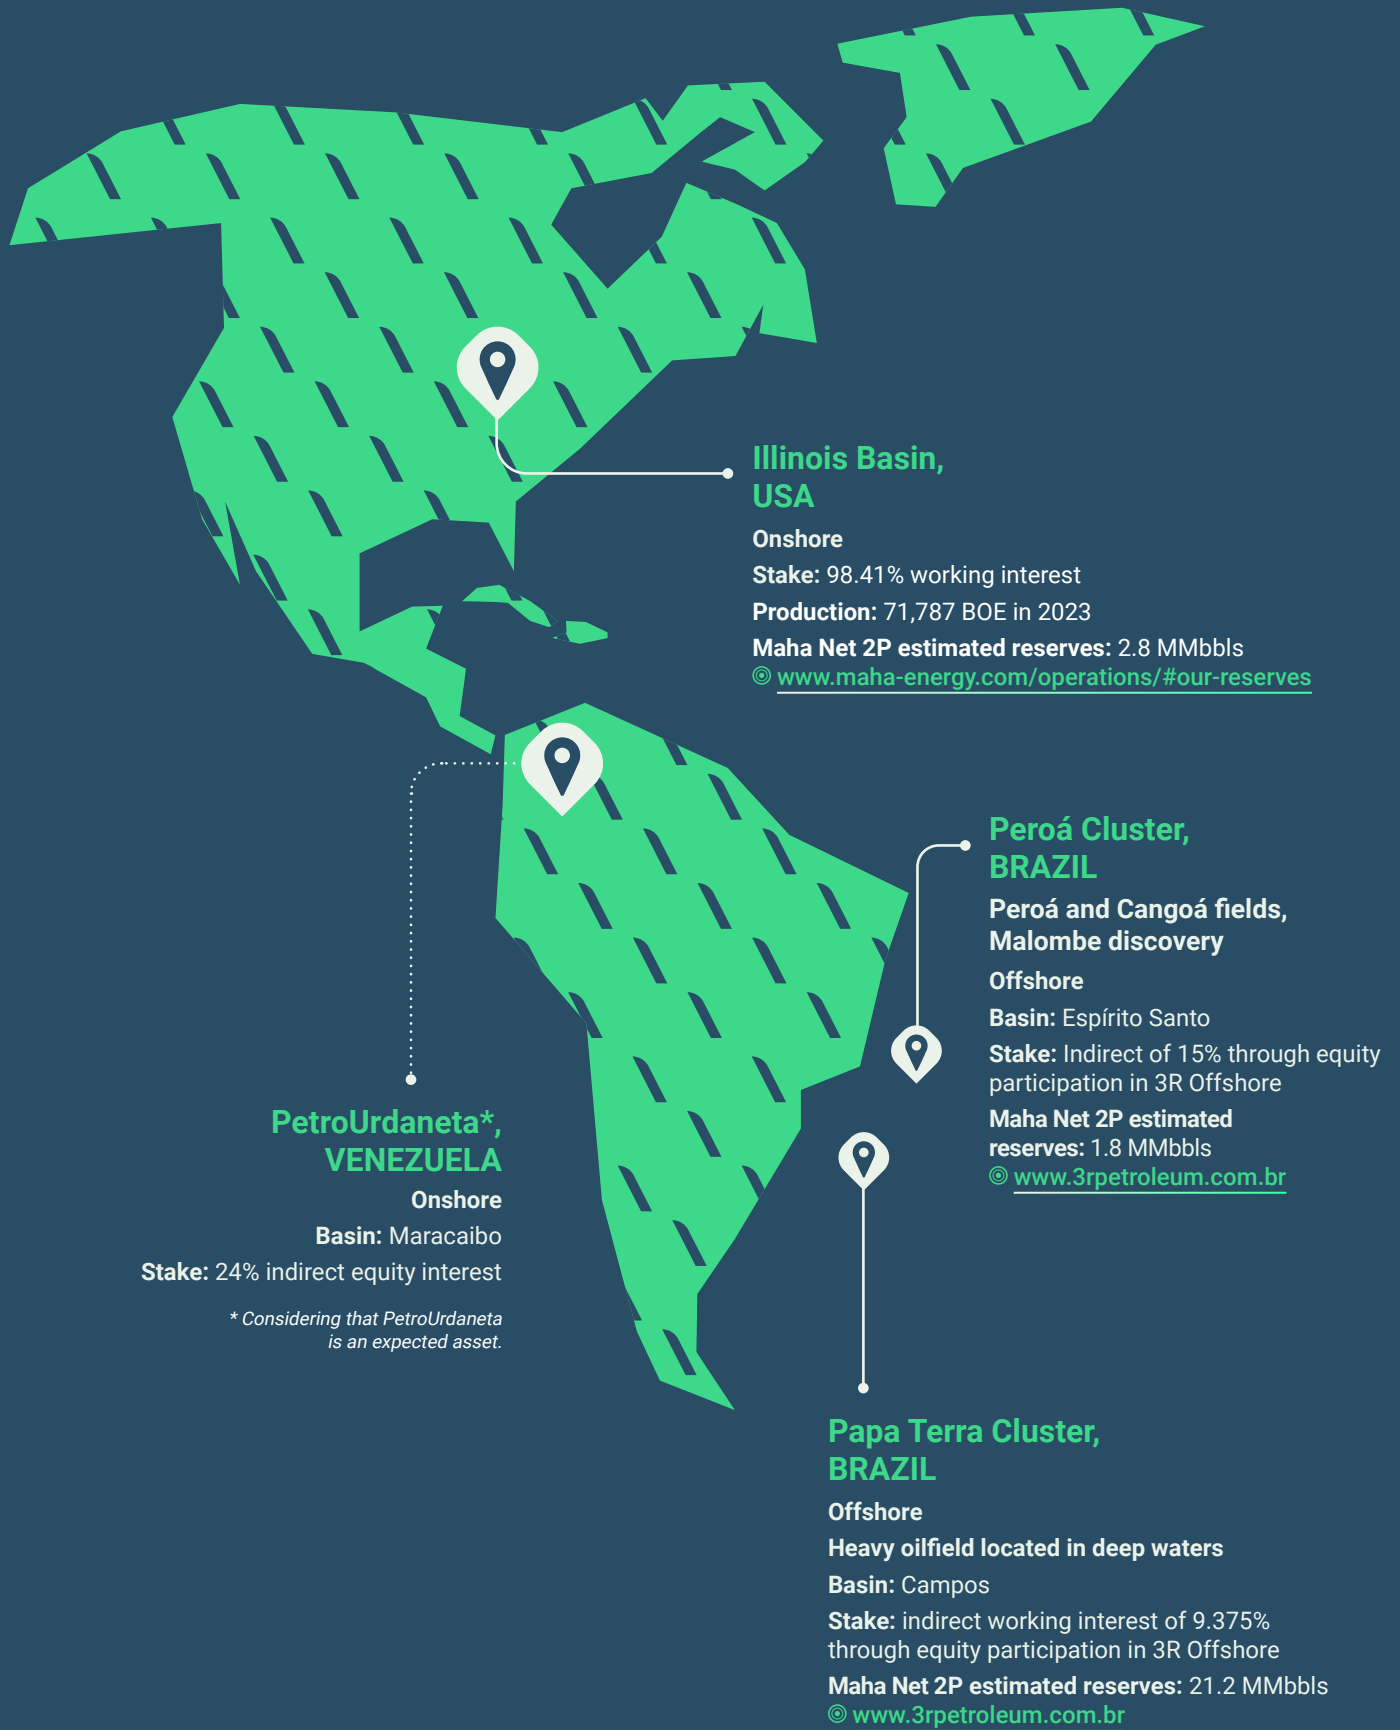 Illinois Basin,
USA
Onshore
Stake: 98.41% working interest
Production: 71,787 BOE in 2023
Maha Net 2P estimated reserves: 2.8 MMbbls
www.maha-energy.com/operations/#our-reserves
Peroá Cluster,
BRAZIL
Peroá and Cangoá fields,
Malombe discovery
Offshore
Basin: Espírito Santo
Stake: Indirect of 15% through equity
participation in 3R Offshore
Maha Net 2P estimated
reserves: 1.8 MMbbls
www.3rpetroleum.com.br
PetroUrdaneta*,
VENEZUELA
Onshore
Basin: Maracaibo
Stake: 24% indirect equity interest
* Considering that PetroUrdaneta
is an expected asset.
Papa Terra Cluster,
BRAZIL
Offshore
Heavy oilfield located in deep waters
Basin: Campos
Stake: indirect working interest of 9.375%
through equity participation in 3R Offshore
Maha Net 2P estimated reserves: 21.2 MMbbls
www.3rpetroleum.com.br